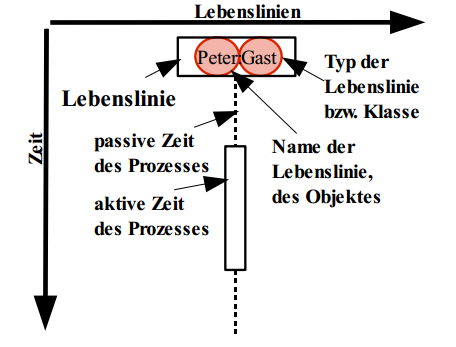 Lebenslinien
Peter:Gast
Typ der
Lebenslinie
bzw. Klasse
Lebenslinie
Zeit
passive Zeit
des Prozesses
Name der
Lebenslinie,
des Objektes
aktive Zeit
des Prozesses